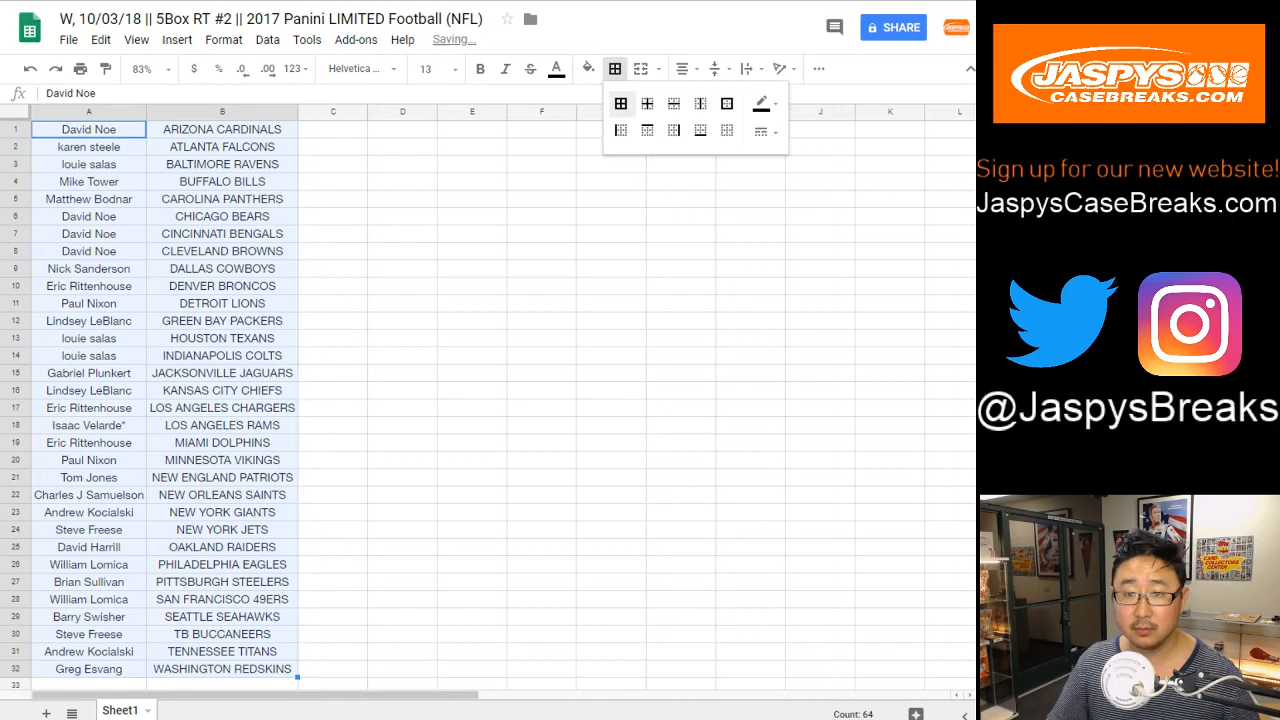 W, 10/03/18 || 5Box RT #2 || 2017 Panini LIMITED Football (NFL)
File Edit View Insert Data Tools Add-ons Help Saving...
SHARE
83% $ % .0 .00 123 Helvetica... 13 B I S A
fx David Noe
A B C D E F J K L
1 David Noe ARIZONA CARDINALS
2 karen steele ATLANTA FALCONS
3 louie salas BALTIMORE RAVENS
4 Mike Tower BUFFALO BILLS
5 Matthew Bodnar CAROLINA PANTHERS
6 David Noe CHICAGO BEARS
7 David Noe CINCINNATI BENGALS
8 David Noe CLEVELAND BROWNS
9 Nick Sanderson DALLAS COWBOYS
10 Eric Rittenhouse DENVER BRONCOS
11 Paul Nixon DETROIT LIONS
12 Lindsey LeBlanc GREEN BAY PACKERS
13 louie salas HOUSTON TEXANS
14 louie salas INDIANAPOLIS COLTS
15 Gabriel Plunkert JACKSONVILLE JAGUARS
16 Lindsey LeBlanc KANSAS CITY CHIEFS
17 Eric Rittenhouse LOS ANGELES CHARGERS
18 Isaac Velarde* LOS ANGELES RAMS
19 Eric Rittenhouse MIAMI DOLPHINS
20 Paul Nixon MINNESOTA VIKINGS
21 Tom Jones NEW ENGLAND PATRIOTS
22 Charles J Samuelson NEW ORLEANS SAINTS
23 Andrew Kocialski NEW YORK GIANTS
24 Steve Freese NEW YORK JETS
25 David Harrill OAKLAND RAIDERS
26 William Lomica PHILADELPHIA EAGLES
27 Brian Sullivan PITTSBURGH STEELERS
28 William Lomica SAN FRANCISCO 49ERS
29 Barry Swisher SEATTLE SEAHAWKS
30 Steve Freese TB BUCCANEERS
31 Andrew Kocialski TENNESSEE TITANS
32 Greg Esvang WASHINGTON REDSKINS
33
Sheet1
Count: 64
JASPYS
CASEBREAKS.COM
Sign up for our new website!
JaspysCaseBreaks.com
@JaspysBreaks
topps
CARD
COLLECTORS
CENTER